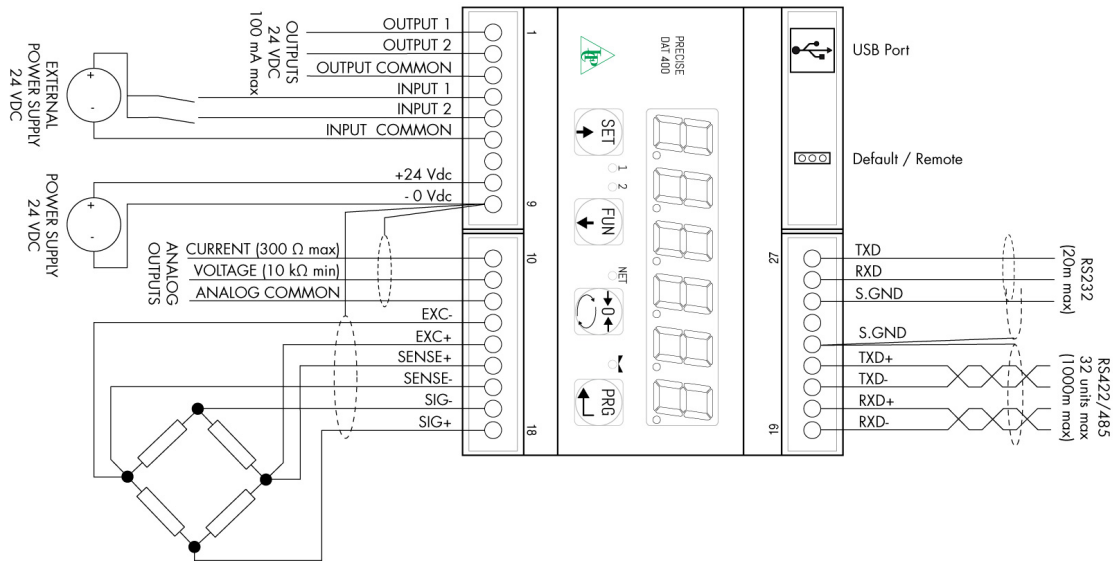 OUTPUT 1
OUTPUT 2
OUTPUT COMMON
INPUT 1
INPUT 2
INPUT COMMON
+24 Vdc
- 0 Vdc
OUTPUTS
24 VDC
100 mA max
EXTERNAL
POWER SUPPLY
24 VDC
+
-
POWER SUPPLY
24 VDC
+
-
1
9
CURRENT (300 Ω max)
VOLTAGE (10 kΩ min)
ANALOG COMMON
ANALOG
OUTPUTS
EXC-
EXC+
SENSE+
SENSE-
SIG-
SIG+
10
18
PRECISE
DAT 400
SET
1
2
FUN
NET
0
PRG
USB Port
Default / Remote
27
19
TXD
RXD
S.GND
S.GND
TXD+
TXD-
RXD+
RXD-
RS232
(20m max)
RS422/485
32 units max
(1000m max)